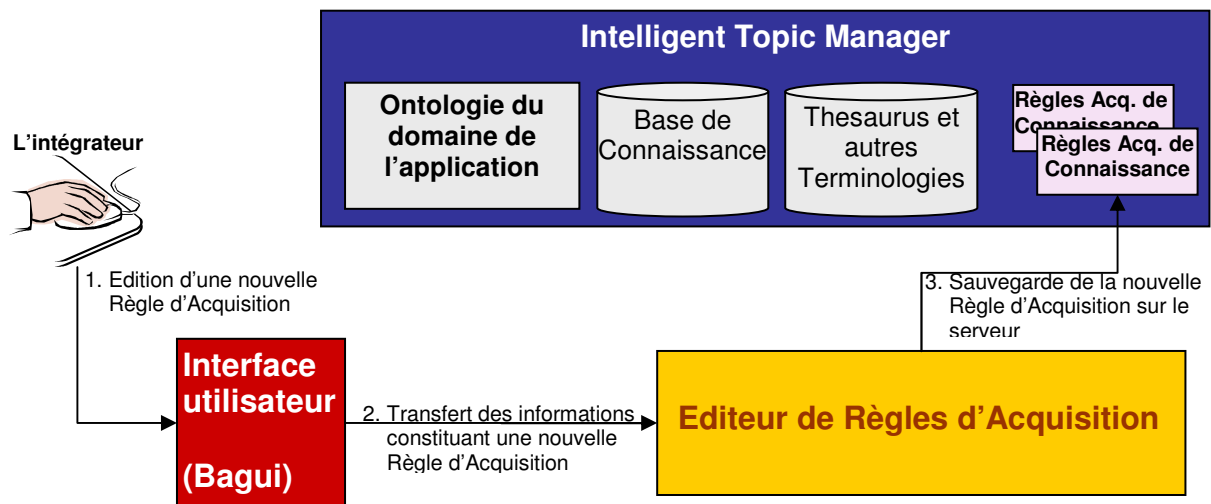 Intelligent Topic Manager
Ontologie du
domaine de
l'application
Base de
Connaissance
Thesaurus et
autres
Terminologies
Règles Acq. de
Connaissance
Règles Acq. de
Connaissance
L'intégrateur
1. Edition d'une nouvelle
Règle d'Acquisition
3. Sauvegarde de la nouvelle
Règle d'Acquisition sur le
serveur
Interface
utilisateur
(Bagui)
2. Transfert des informations
constituant une nouvelle
Règle d'Acquisition
Editeur de Règles d'Acquisition